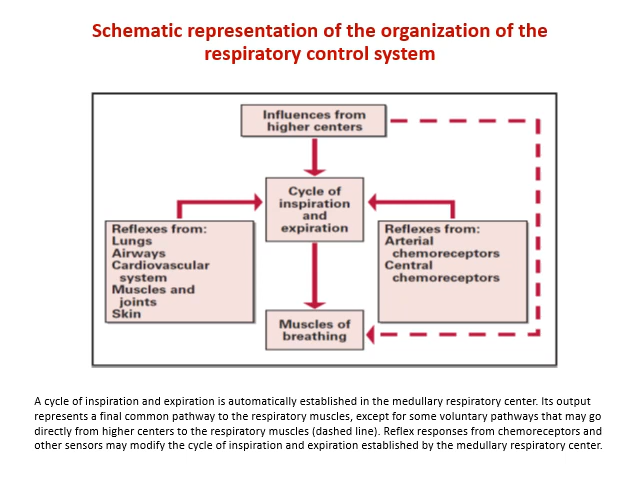 Schematic representation of the organization of the
respiratory control system
Influences from
higher centers
Cycle of
inspiration
and
expiration
Reflexes from:
Lungs
Airways
Cardiovascular
system
Muscles and
joints
Skin
Reflexes from:
Arterial
chemoreceptors
Central
chemoreceptors
Muscles of
breathing
A cycle of inspiration and expiration is automatically established in the medullary respiratory center. Its output
represents a final common pathway to the respiratory muscles, except for some voluntary pathways that may go
directly from higher centers to the respiratory muscles (dashed line). Reflex responses from chemoreceptors and
other sensors may modify the cycle of inspiration and expiration established by the medullary respiratory center.